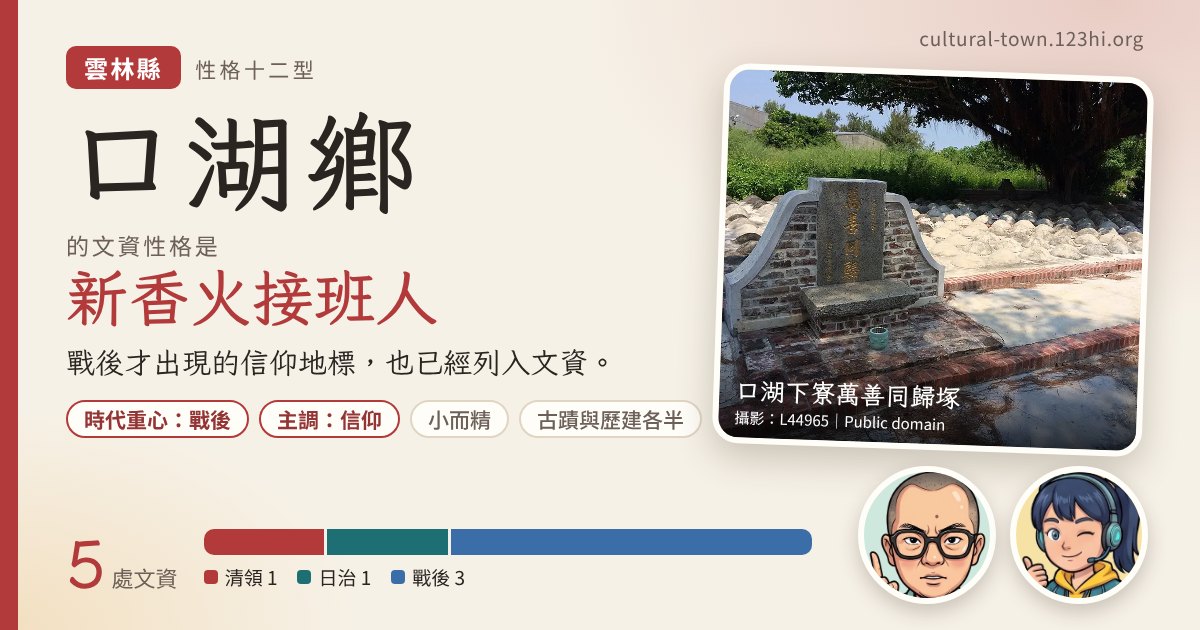 cultural-town.123hi.org
雲林縣 性格十二型
口湖鄉
的文資性格是
新香火接班人
戰後才出現的信仰地標，也已經列入文資。
時代重心：戰後 主調：信仰 小而精 古蹟與歷建各半
口湖下寮萬善同歸塚
攝影：L44965｜Public domain
5 處文資
清領 1 日治 1 戰後 3